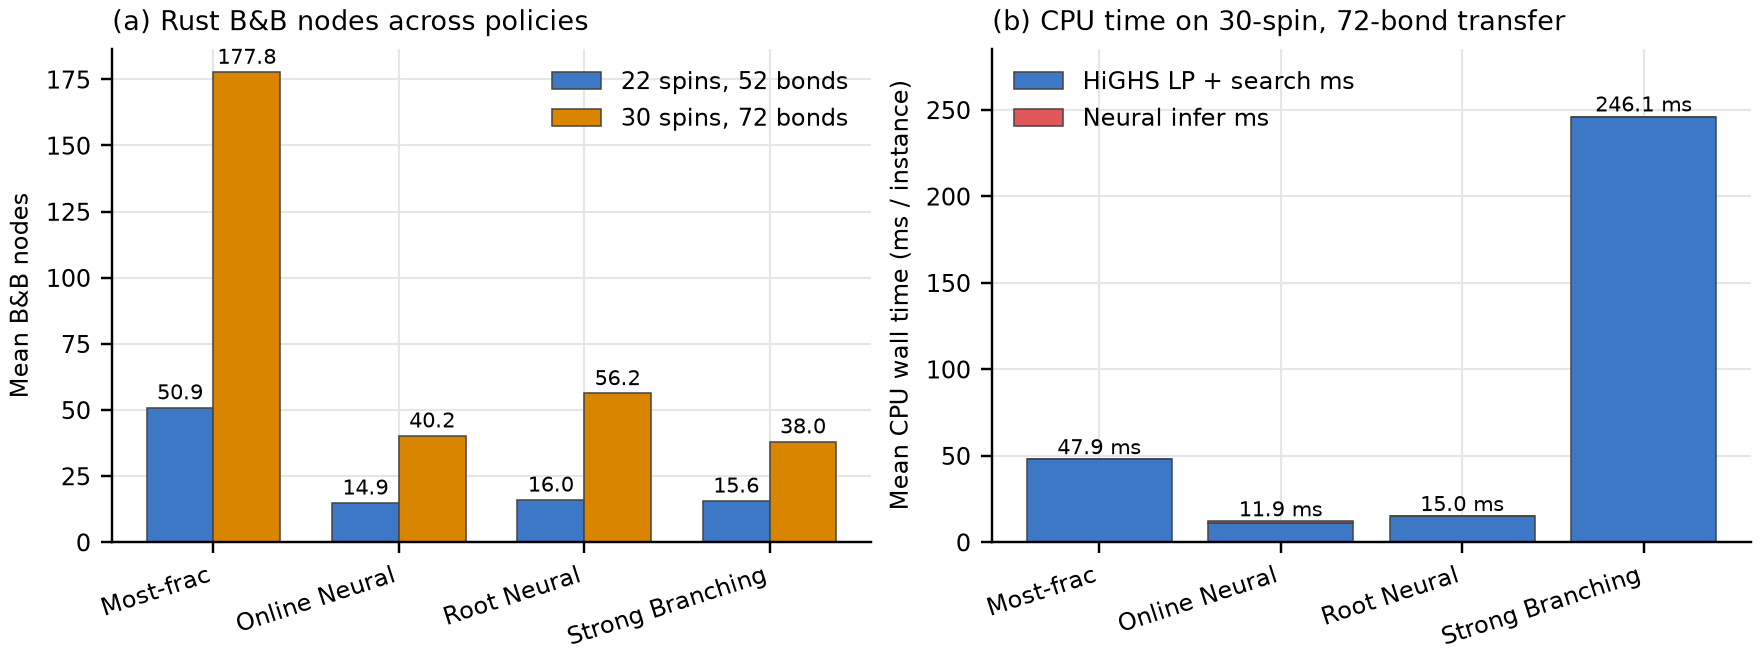 (a) Rust B&B nodes across policies
Mean B&B nodes
175
150
125
100
75
50
25
0
22 spins, 52 bonds
30 spins, 72 bonds
50.9
177.8
14.9
40.2
16.0
56.2
15.6
38.0
Most-frac
Online Neural
Root Neural
Strong Branching
(b) CPU time on 30-spin, 72-bond transfer
Mean CPU wall time (ms / instance)
250
200
150
100
50
0
HiGHS LP + search ms
Neural infer ms
47.9 ms
11.9 ms
15.0 ms
246.1 ms
Most-frac
Online Neural
Root Neural
Strong Branching